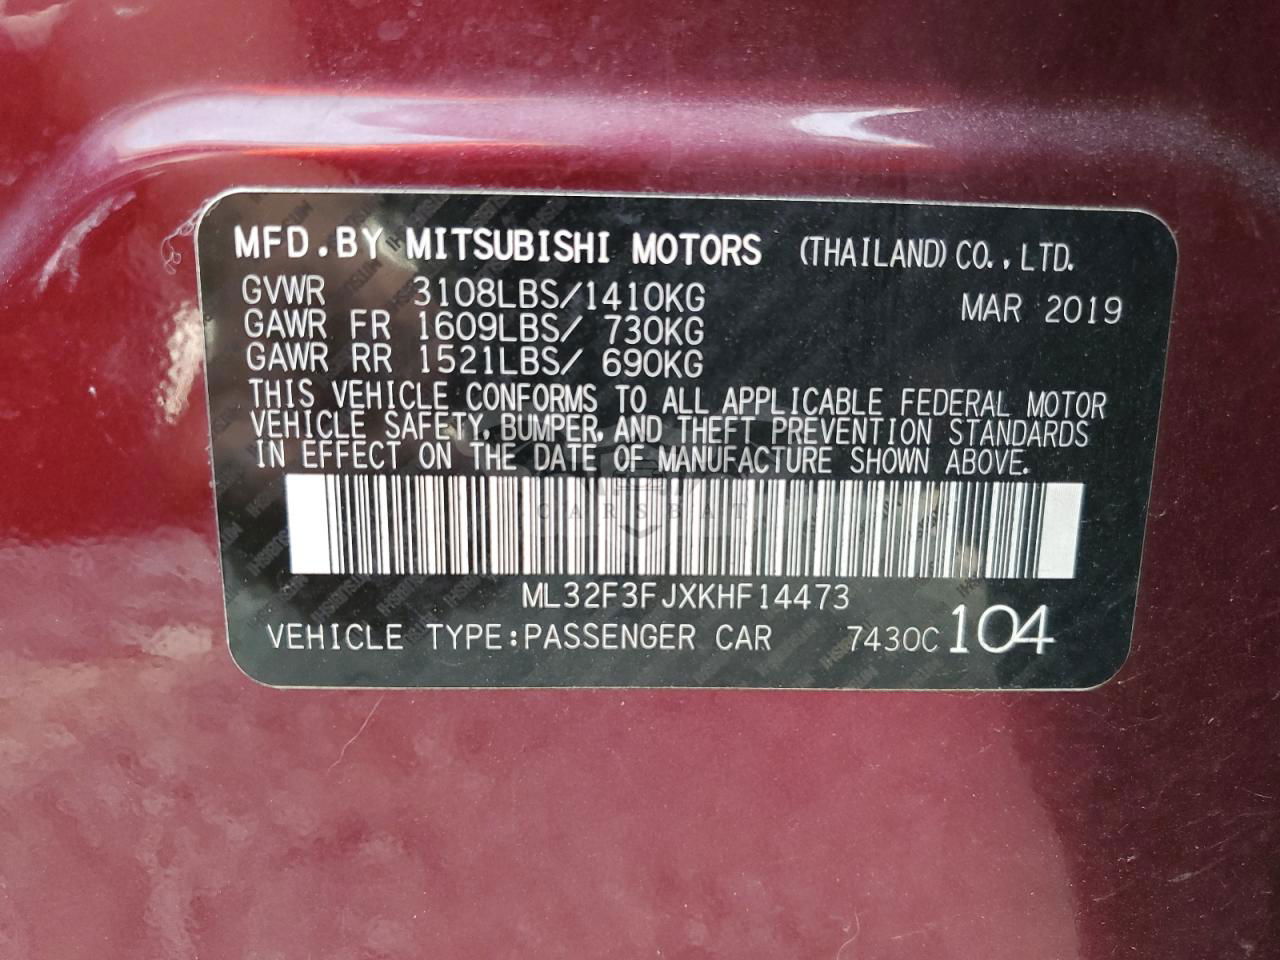 MFD.BY MITSUBISHI MOTORS (THAILAND) CO.,LTD.
GVWR 3108LBS/1410KG MAR 2019
GAWR FR 1609LBS/ 730KG
GAWR RR 1521LBS/ 690KG
THIS VEHICLE CONFORMS TO ALL APPLICABLE FEDERAL MOTOR
VEHICLE SAFETY, BUMPER, AND THEFT PREVENTION STANDARDS
IN EFFECT ON THE DATE OF MANUFACTURE SHOWN ABOVE.
CARSBAT
ML32F3FJXKHF14473
VEHICLE TYPE:PASSENGER CAR 7430C 104